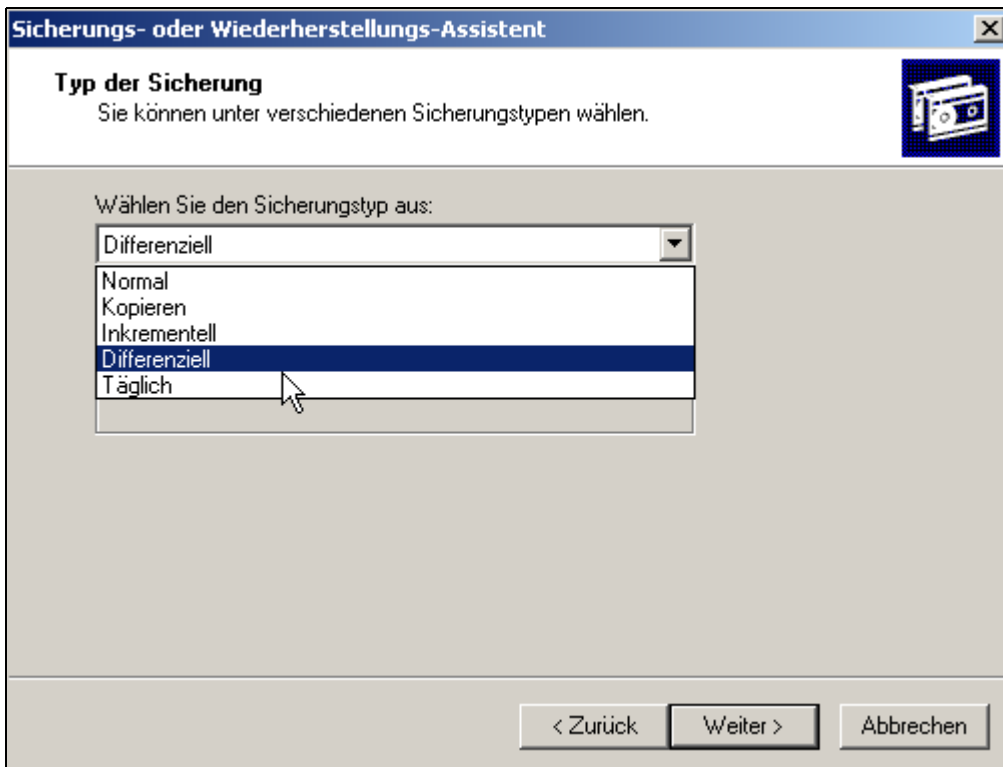 Sicherungs- oder Wiederherstellungs-Assistent
Typ der Sicherung
Sie können unter verschiedenen Sicherungstypen wählen.
Wählen Sie den Sicherungstyp aus:
Differenziell
Normal
Kopieren
Inkrementell
Differenziell
Täglich
< Zurück Weiter > Abbrechen